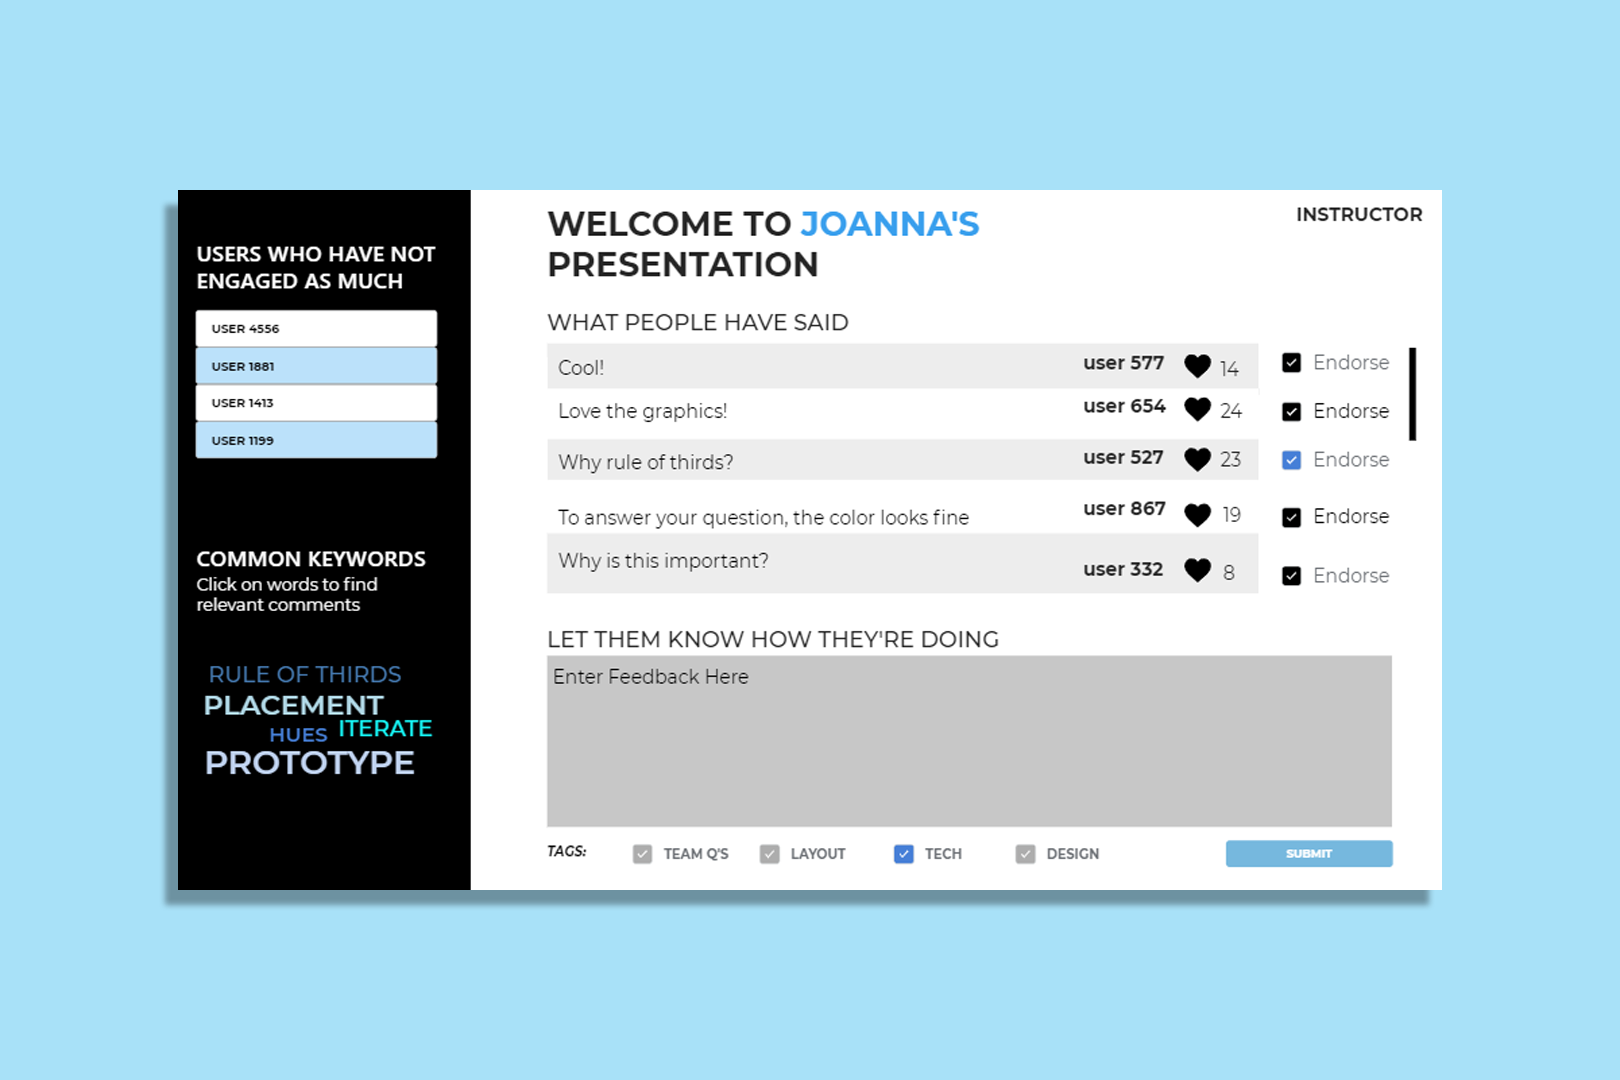 USERS WHO HAVE NOT
ENGAGED AS MUCH
USER 4556
USER 1881
USER 1413
USER 1199
COMMON KEYWORDS
Click on words to find
relevant comments
RULE OF THIRDS
PLACEMENT
HUES ITERATE
PROTOTYPE
INSTRUCTOR
WELCOME TO JOANNA'S
PRESENTATION
WHAT PEOPLE HAVE SAID
Cool! user 577 14 Endorse
Love the graphics! user 654 24 Endorse
Why rule of thirds? user 527 23 Endorse
To answer your question, the color looks fine user 867 19 Endorse
Why is this important? user 332 8 Endorse
LET THEM KNOW HOW THEY'RE DOING
Enter Feedback Here
TAGS: TEAM Q'S LAYOUT TECH DESIGN SUBMIT